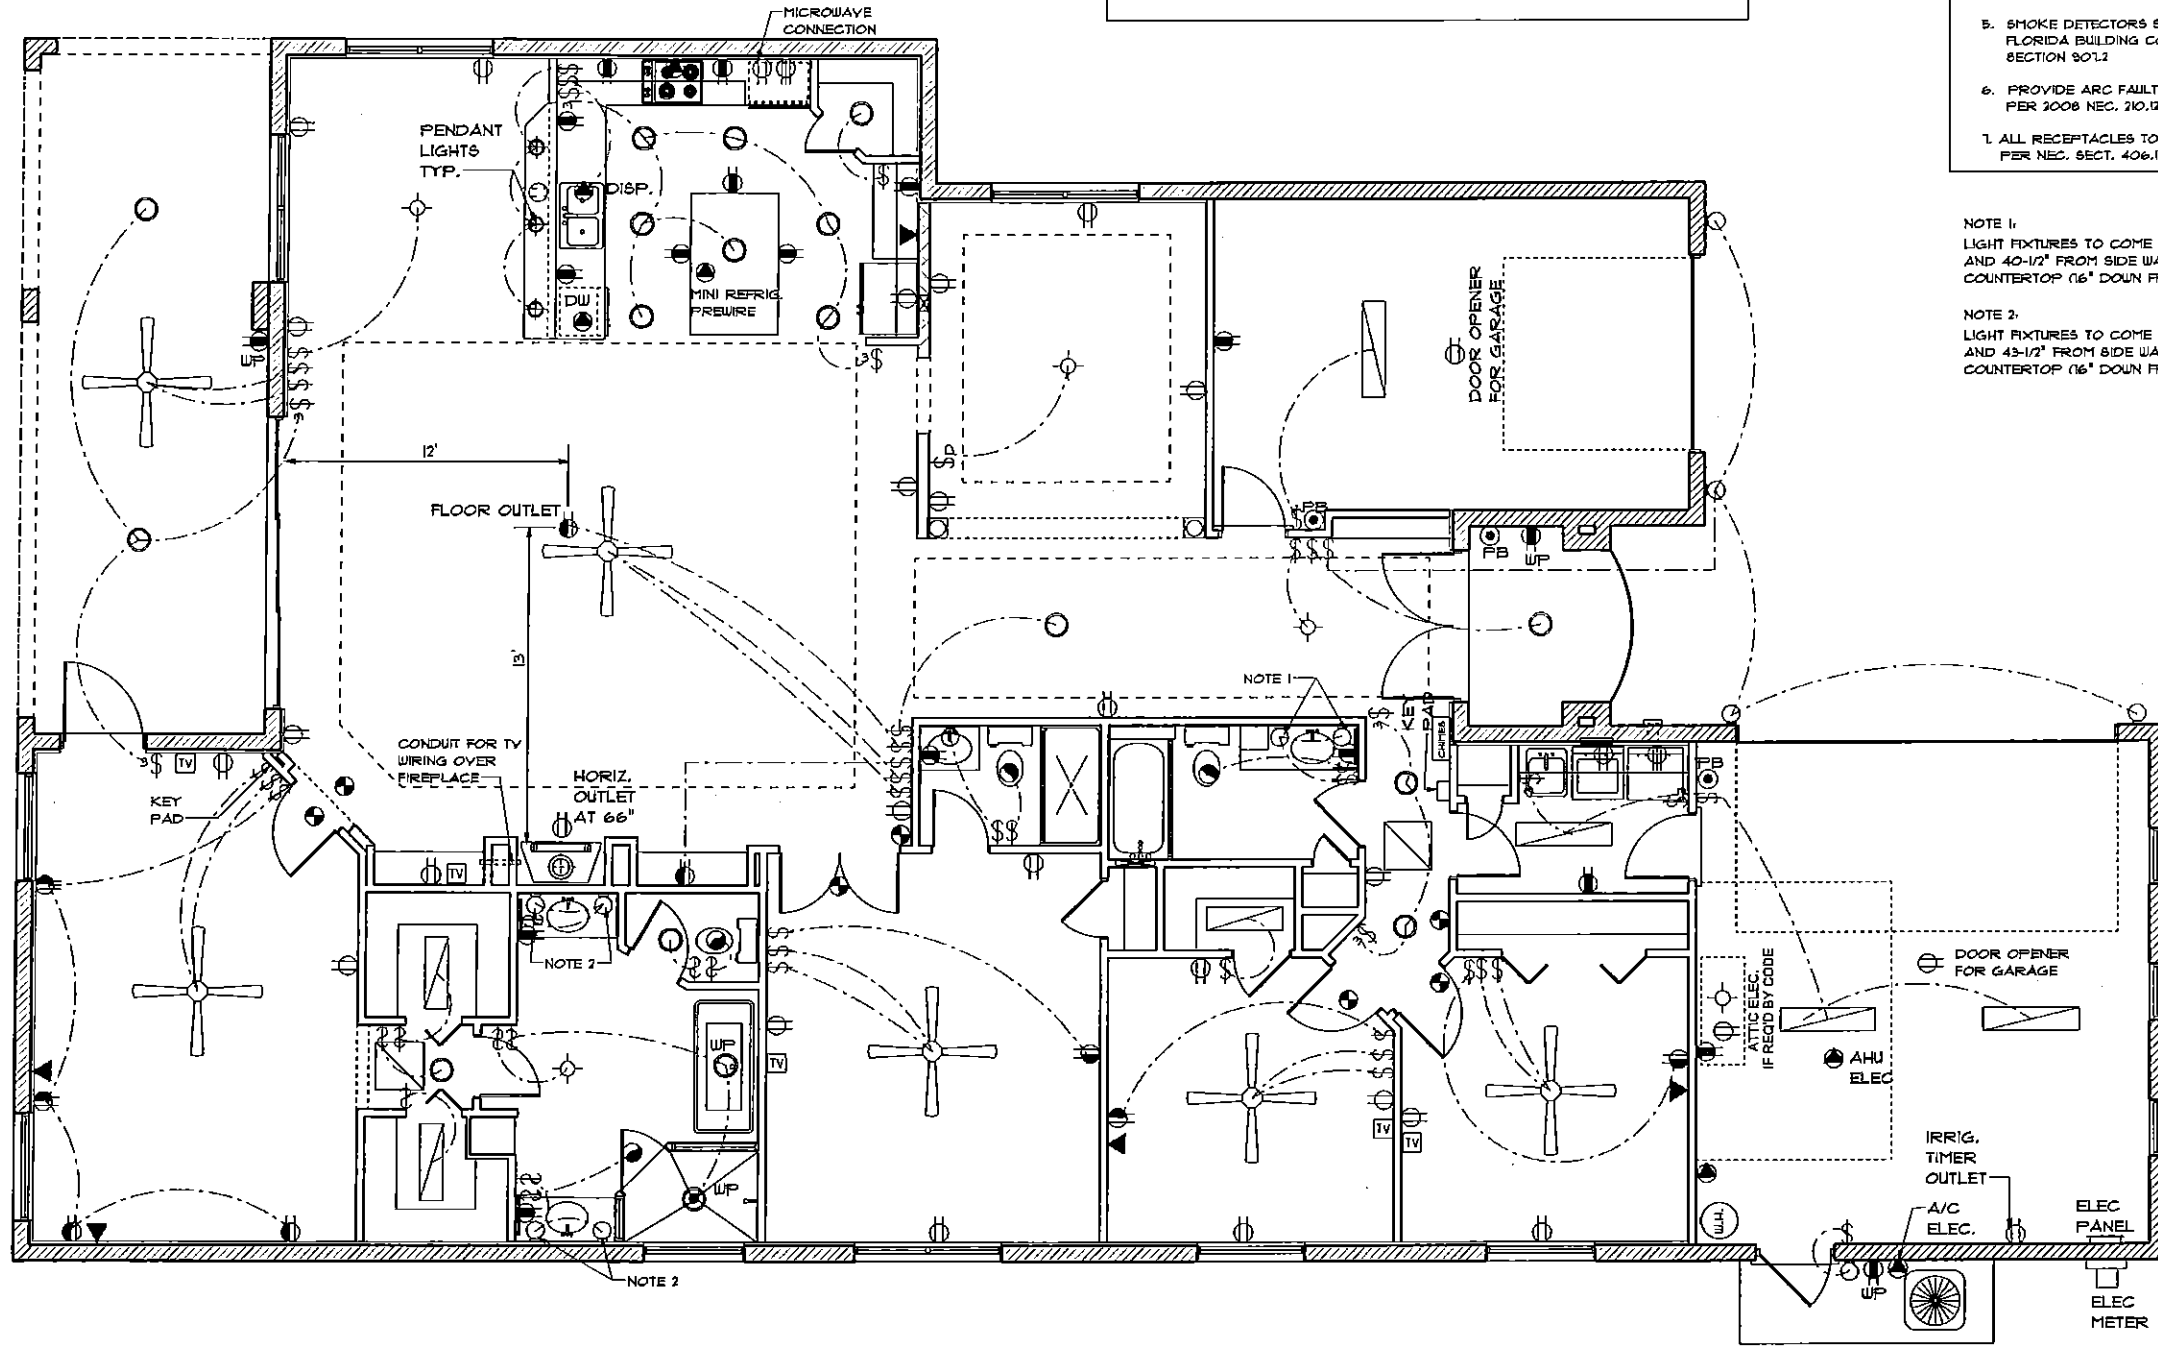 MICROWAVE
CONNECTION
5. SMOKE DETECTORS
FLORIDA BUILDING
SECTION 907.2
6. PROVIDE ARC FAULT
PER 2008 NEC. 210.12
7. ALL RECEPTACLES TO
PER NEC. SECT.
NOTE 1:
LIGHT FIXTURES TO COME
AND 40-1/2" FROM SIDE
COUNTERTOP (16" DOWN
NOTE 2:
LIGHT FIXTURES TO COME
AND 43-1/2" FROM SIDE
COUNTERTOP (16" DOWN
PENDANT
LIGHTS
TYP.
DISP.
DW
MINI REFRIG.
PREWIRE
WP
DOOR OPENER
FOR GARAGE
12'
FLOOR OUTLET
13'
PB
PB
WP
NOTE 1
KEY
PAD
CHIMES
CONDUIT FOR TV
WIRING OVER
FIREPLACE
HORIZ.
OUTLET
AT 66"
TV
KEY
PAD
TV
PB
NOTE 2
DOOR OPENER
FOR GARAGE
ATTIC ELEC.
IF REQ'D BY CODE
AHU
ELEC
WP
TV
TV
TV
WP
IRRIG.
TIMER
OUTLET
A/C
ELEC.
ELEC
PANEL
NOTE 2
WP
ELEC
METER